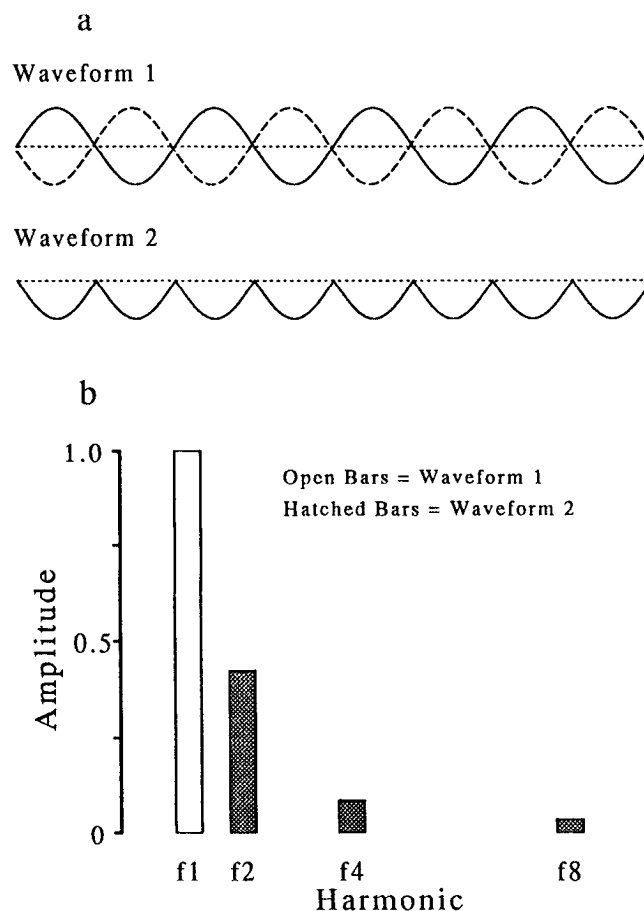 a
Waveform 1
Waveform 2
b
1.0
Open Bars = Waveform 1
Hatched Bars = Waveform 2
Amplitude
0.5
0
f1 f2 f4 f8
Harmonic